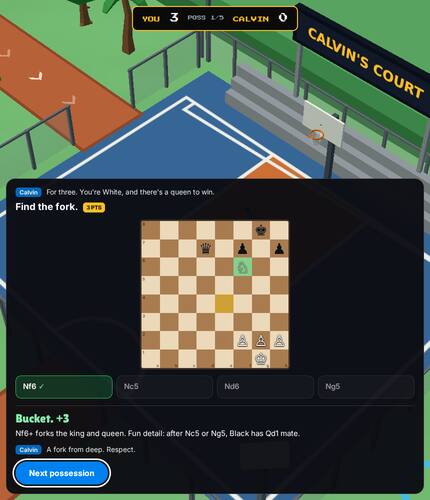 YOU 3 POSS 1/5 CALVIN 0
CALVIN'S COURT
Calvin For three. You're White, and there's a queen to win.
Find the fork. 3 PTS
Nf6 ✓ Nc5 Nd6 Ng5
Bucket. +3
Nf6+ forks the king and queen. Fun detail: after Nc5 or Ng5, Black has Qd1 mate.
Calvin A fork from deep. Respect.
Next possession